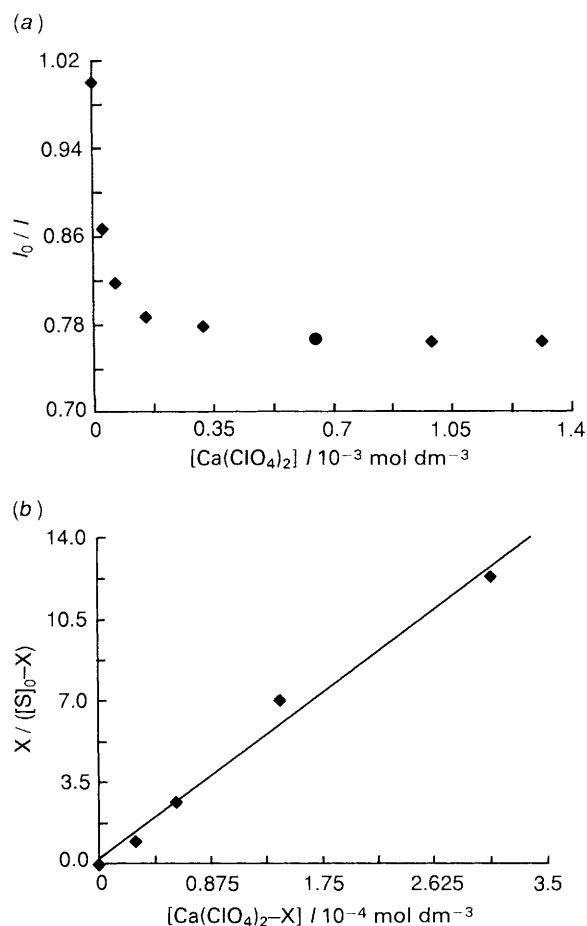 (a)
1.02
0.94
0.86
0.78
0.70
I₀ / I
0 0.35 0.7 1.05 1.4
[Ca(ClO₄)₂] / 10⁻³ mol dm⁻³
(b)
14.0
10.5
7.0
3.5
0.0
X / ([S]₀–X)
0 0.875 1.75 2.625 3.5
[Ca(ClO₄)₂–X] / 10⁻⁴ mol dm⁻³